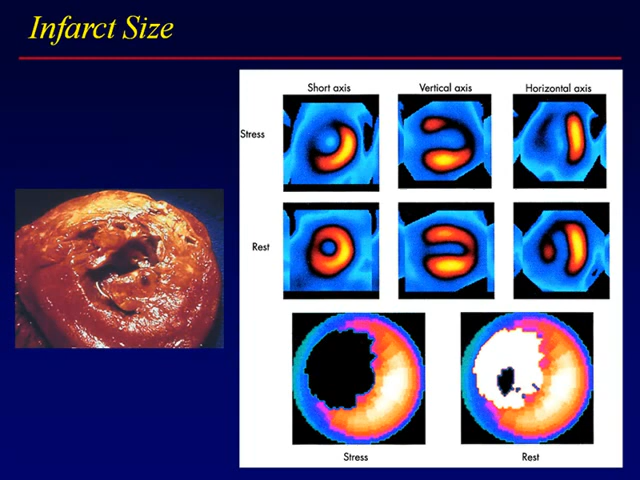 Infarct Size
Short axis
Vertical axis
Horizontal axis
Stress
Rest
Stress
Rest